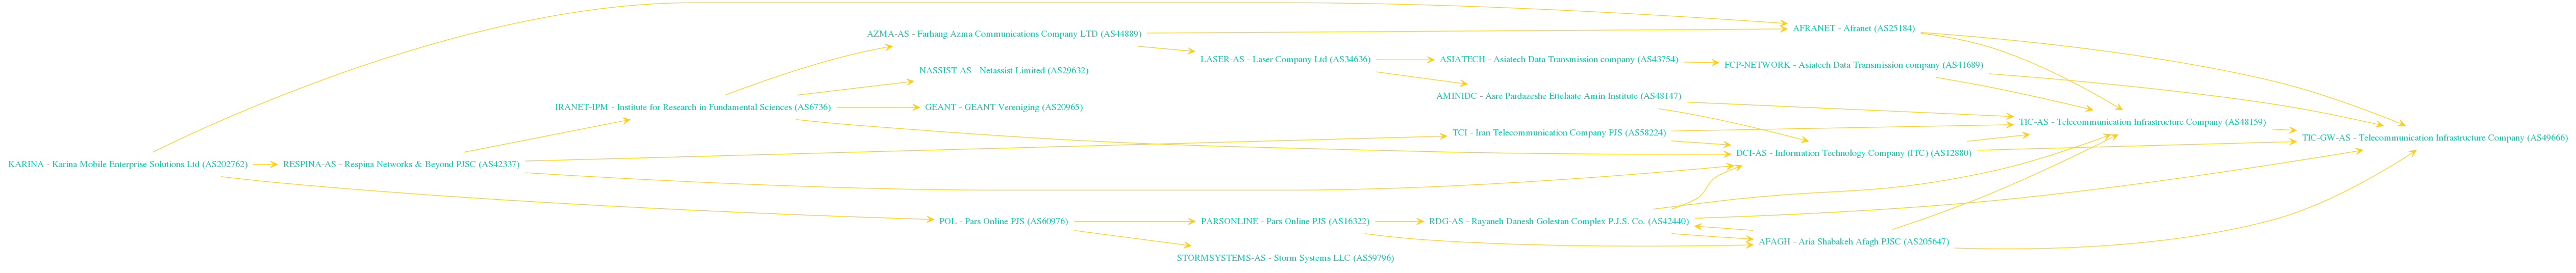 AFRANET - Afranet (AS25184)
AZMA-AS - Farhang Azma Communications Company LTD (AS44889)
LASER-AS - Laser Company Ltd (AS34636)
ASIATECH - Asiatech Data Transmission company (AS43754)
FCP-NETWORK - Asiatech Data Transmission company (AS41689)
NASSIST-AS - Netassist Limited (AS29632)
AMINIDC - Asre Pardazeshe Ettelaate Amin Institute (AS48147)
IRANET-IPM - Institute for Research in Fundamental Sciences (AS6736)
GEANT - GEANT Vereniging (AS20965)
TIC-AS - Telecommunication Infrastructure Company (AS48159)
TCI - Iran Telecommunication Company PJS (AS58224)
TIC-GW-AS - Telecommunication Infrastructure Company (AS49666)
DCI-AS - Information Technology Company (ITC) (AS12880)
KARINA - Karina Mobile Enterprise Solutions Ltd (AS202762)
RESPINA-AS - Respina Networks & Beyond PJSC (AS42337)
POL - Pars Online PJS (AS60976)
PARSONLINE - Pars Online PJS (AS16322)
RDG-AS - Rayaneh Danesh Golestan Complex P.J.S. Co. (AS42440)
AFAGH - Aria Shabakeh Afagh PJSC (AS205647)
STORMSYSTEMS-AS - Storm Systems LLC (AS59796)